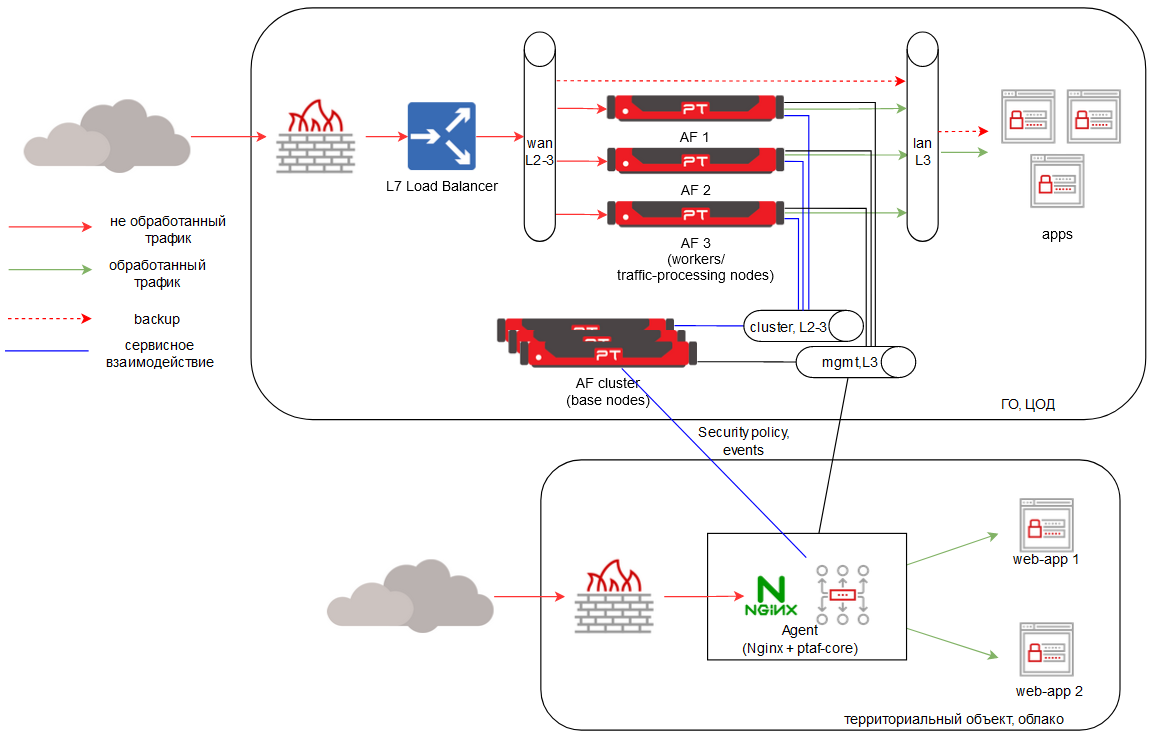 wan
L2-3
PT
AF 1
PT
AF 2
PT
AF 3
(workers/
traffic-processing nodes)
lan
L3
apps
L7 Load Balancer
не обработанный
трафик
обработанный
трафик
backup
сервисное
взаимодействие
cluster, L2-3
mgmt,L3
PT
PT
PT
AF cluster
(base nodes)
ГО, ЦОД
Security policy,
events
NGINX
Agent
(Nginx + ptaf-core)
web-app 1
web-app 2
территориальный объект, облако